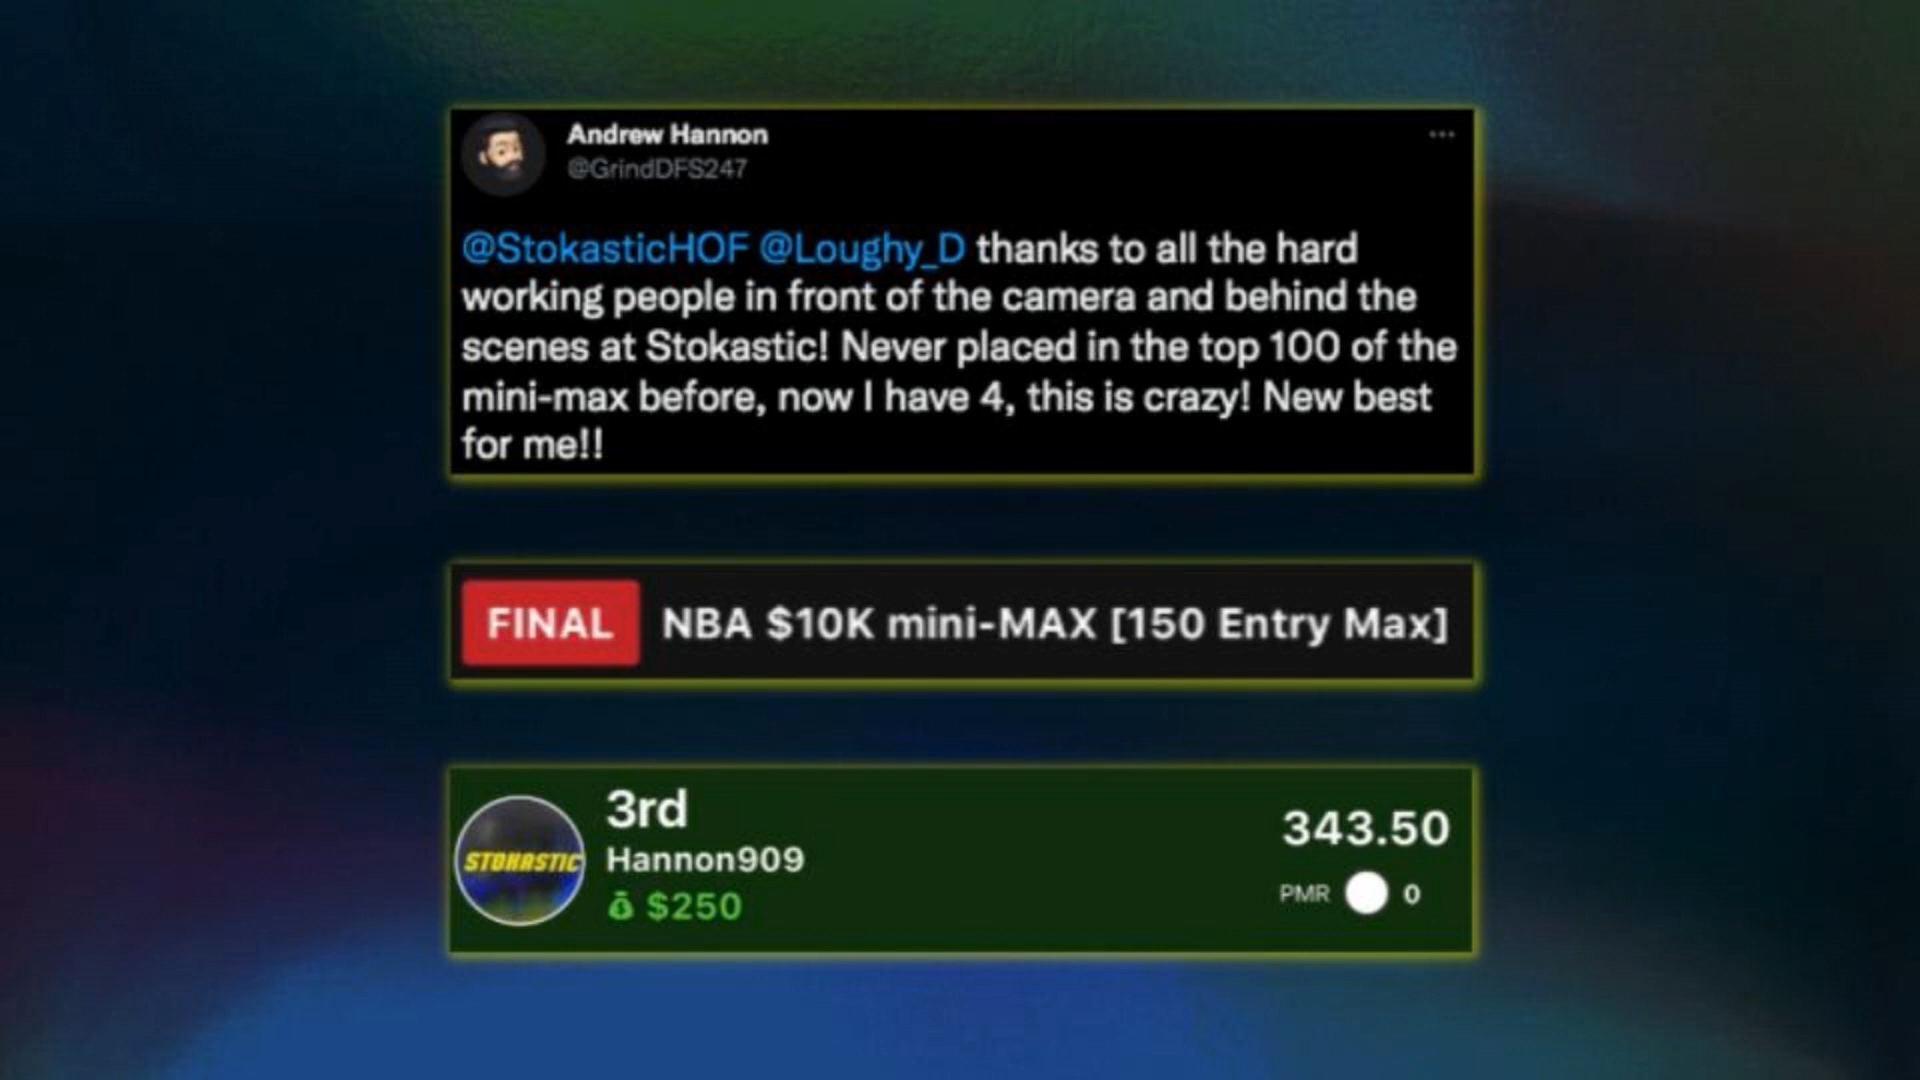 Andrew Hannon
@GrindDFS247
@StokasticHOF @Loughy_D thanks to all the hard
working people in front of the camera and behind the
scenes at Stokastic! Never placed in the top 100 of the
mini-max before, now I have 4, this is crazy! New best
for me!!
FINAL NBA $10K mini-MAX [150 Entry Max]
STOKASTIC
3rd
Hannon909
$250
343.50
PMR 0